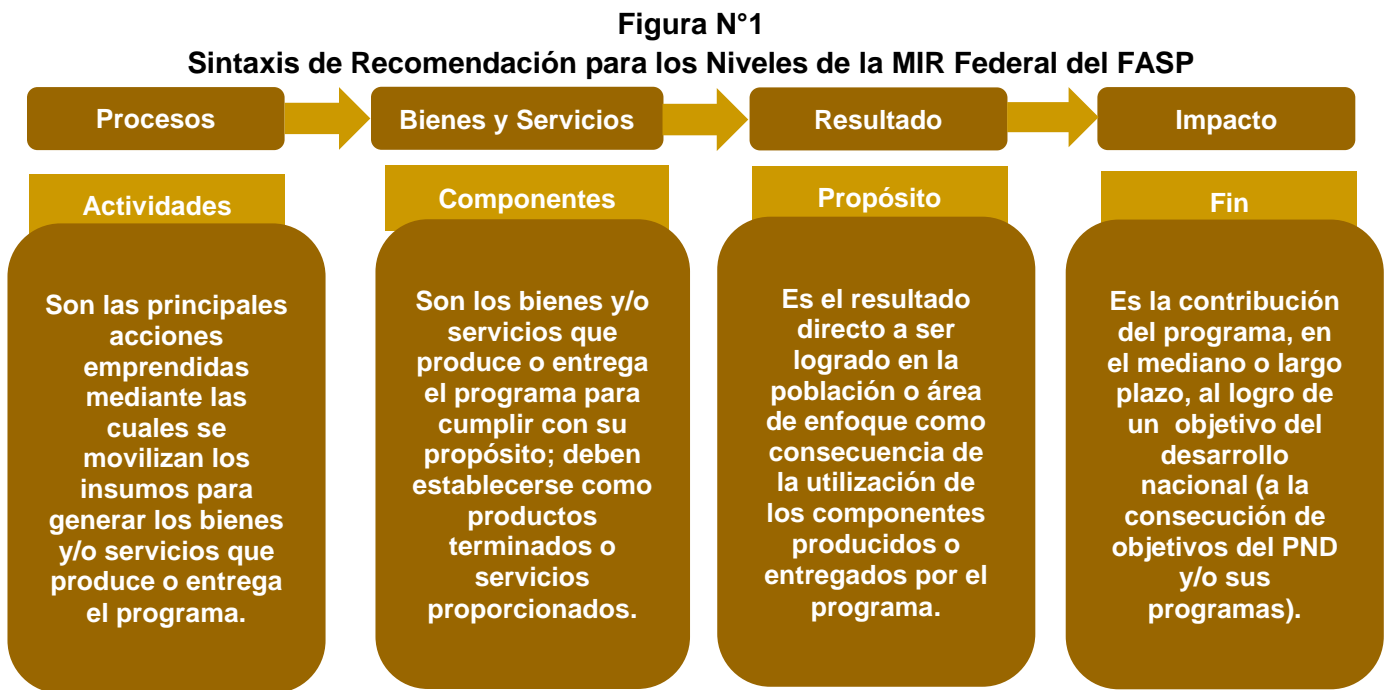 Figura N°1
Sintaxis de Recomendación para los Niveles de la MIR Federal del FASP
Procesos
Bienes y Servicios
Resultado
Impacto
Actividades
Son las principales
acciones
emprendidas
mediante las
cuales se
movilizan los
insumos para
generar los bienes
y/o servicios que
produce o entrega
el programa.
Componentes
Son los bienes y/o
servicios que
produce o entrega
el programa para
cumplir con su
propósito; deben
establecerse como
productos
terminados o
servicios
proporcionados.
Propósito
Es el resultado
directo a ser
logrado en la
población o área
de enfoque como
consecuencia de
la utilización de
los componentes
producidos o
entregados por el
programa.
Fin
Es la contribución
del programa, en
el mediano o largo
plazo, al logro de
un objetivo del
desarrollo
nacional (a la
consecución de
objetivos del PND
y/o sus
programas).